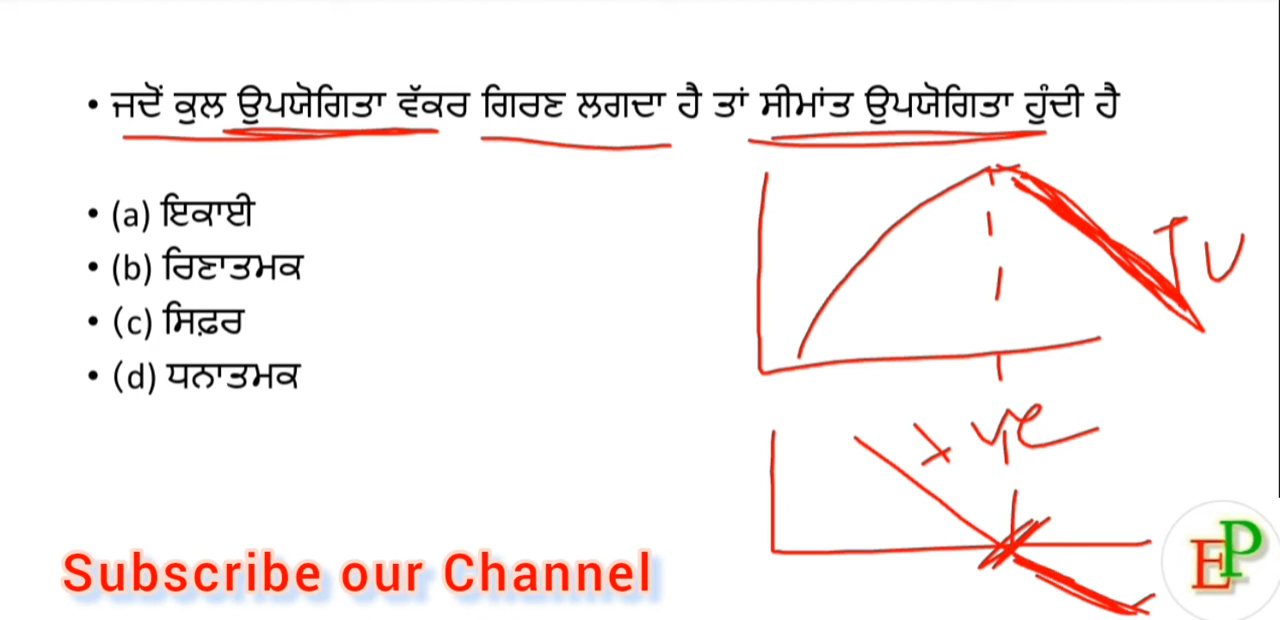 • ਜਦੋਂ ਕੁਲ ਉਪਯੋਗਿਤਾ ਵੱਕਰ ਗਿਰਣ ਲਗਦਾ ਹੈ ਤਾਂ ਸੀਮਾਂਤ ਉਪਯੋਗਿਤਾ ਹੁੰਦੀ ਹੈ
• (a) ਇਕਾਈ
• (b) ਰਿਣਾਤਮਕ
• (c) ਸਿਫ਼ਰ
• (d) ਧਨਾਤਮਕ
TU
+ ve
Subscribe our Channel
EP